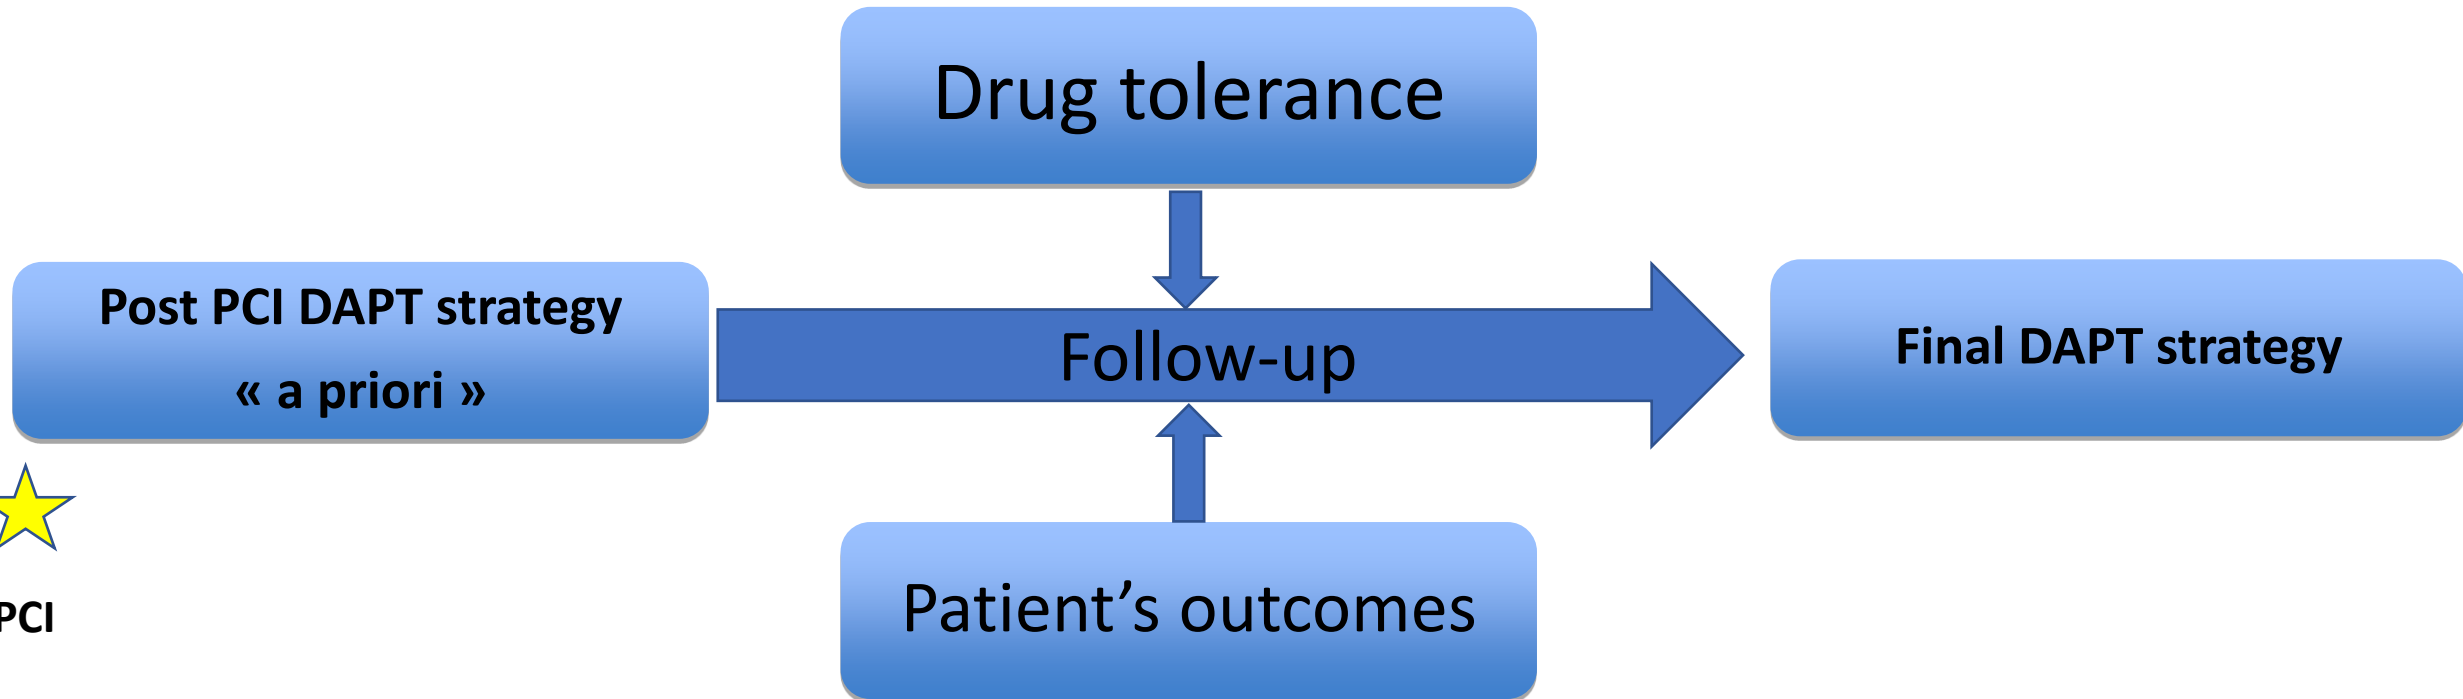 Drug tolerance
Post PCI DAPT strategy
« a priori »
Follow-up
Final DAPT strategy
Patient’s outcomes
PCI